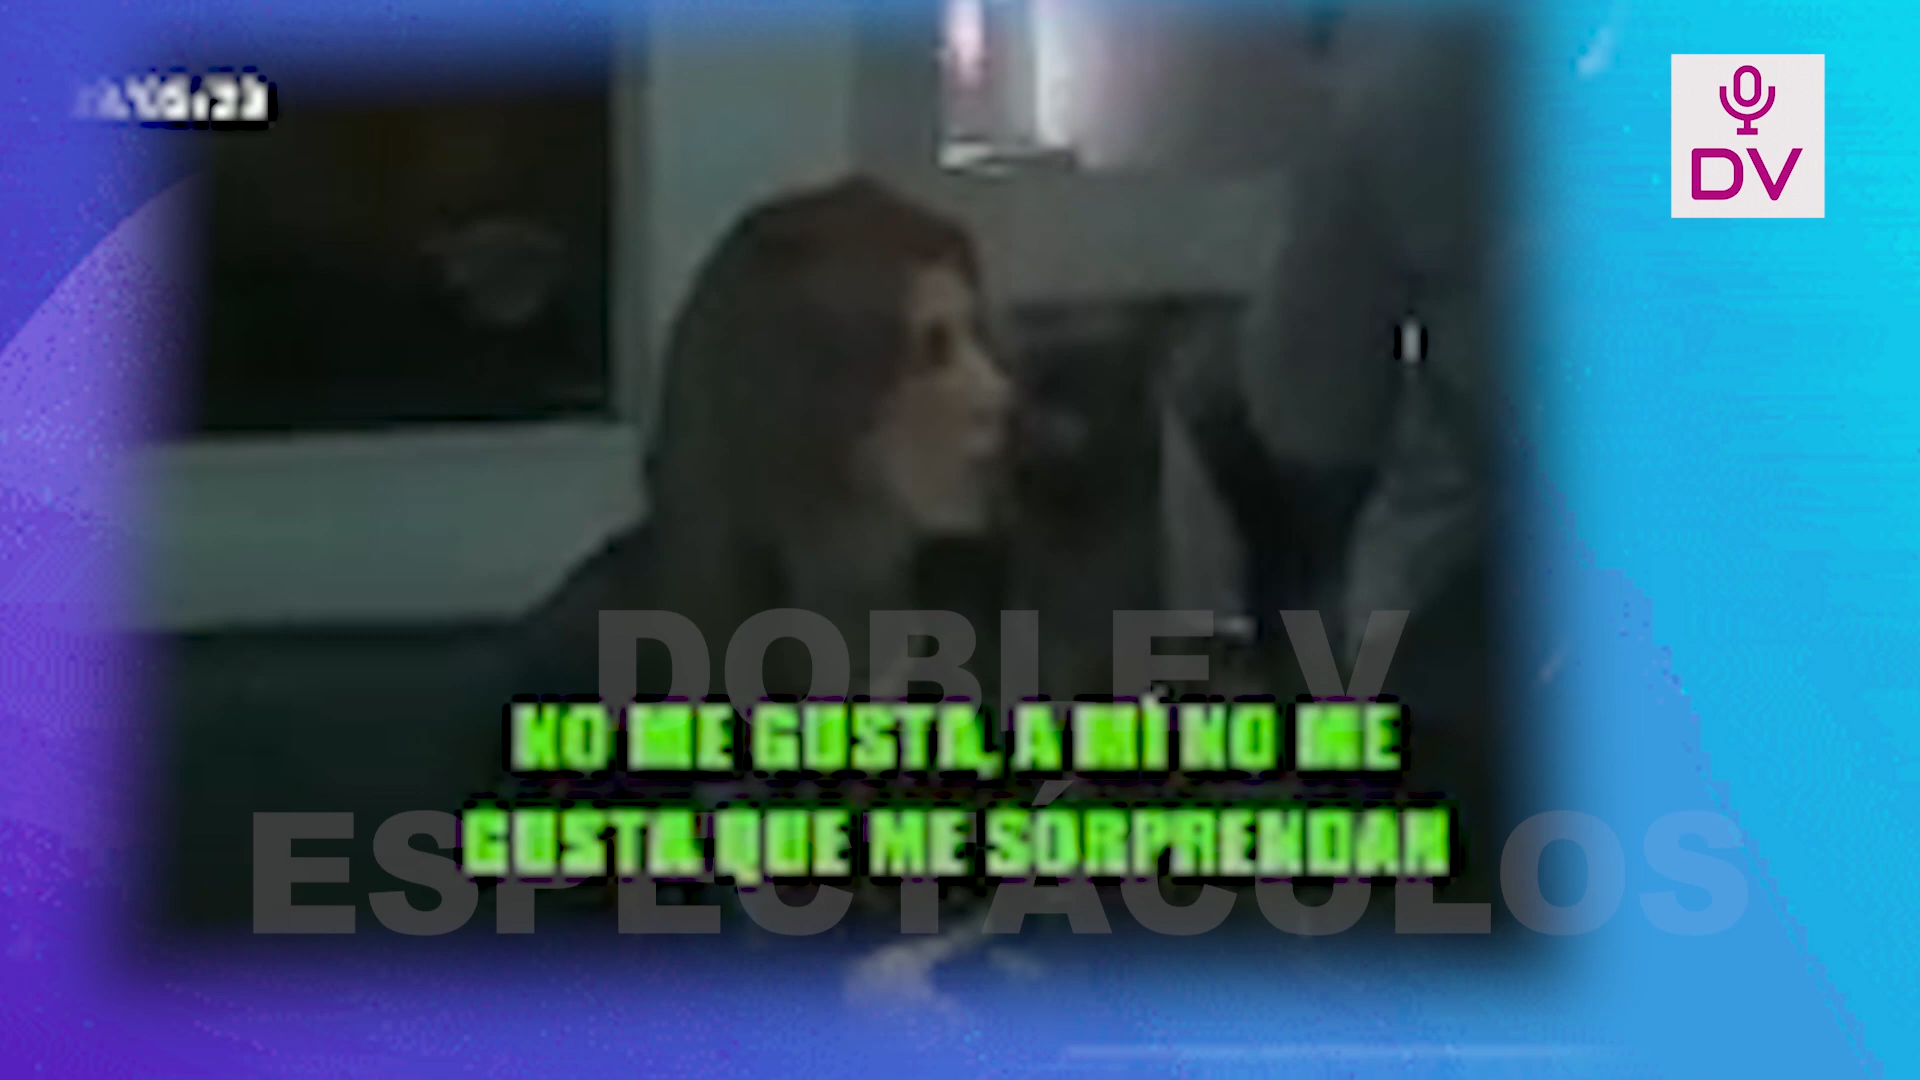 DV
DOBLE V
ESPECTÁCULOS
NO ME GUSTA, A MÍ NO ME
GUSTA QUE ME SORPRENDAN